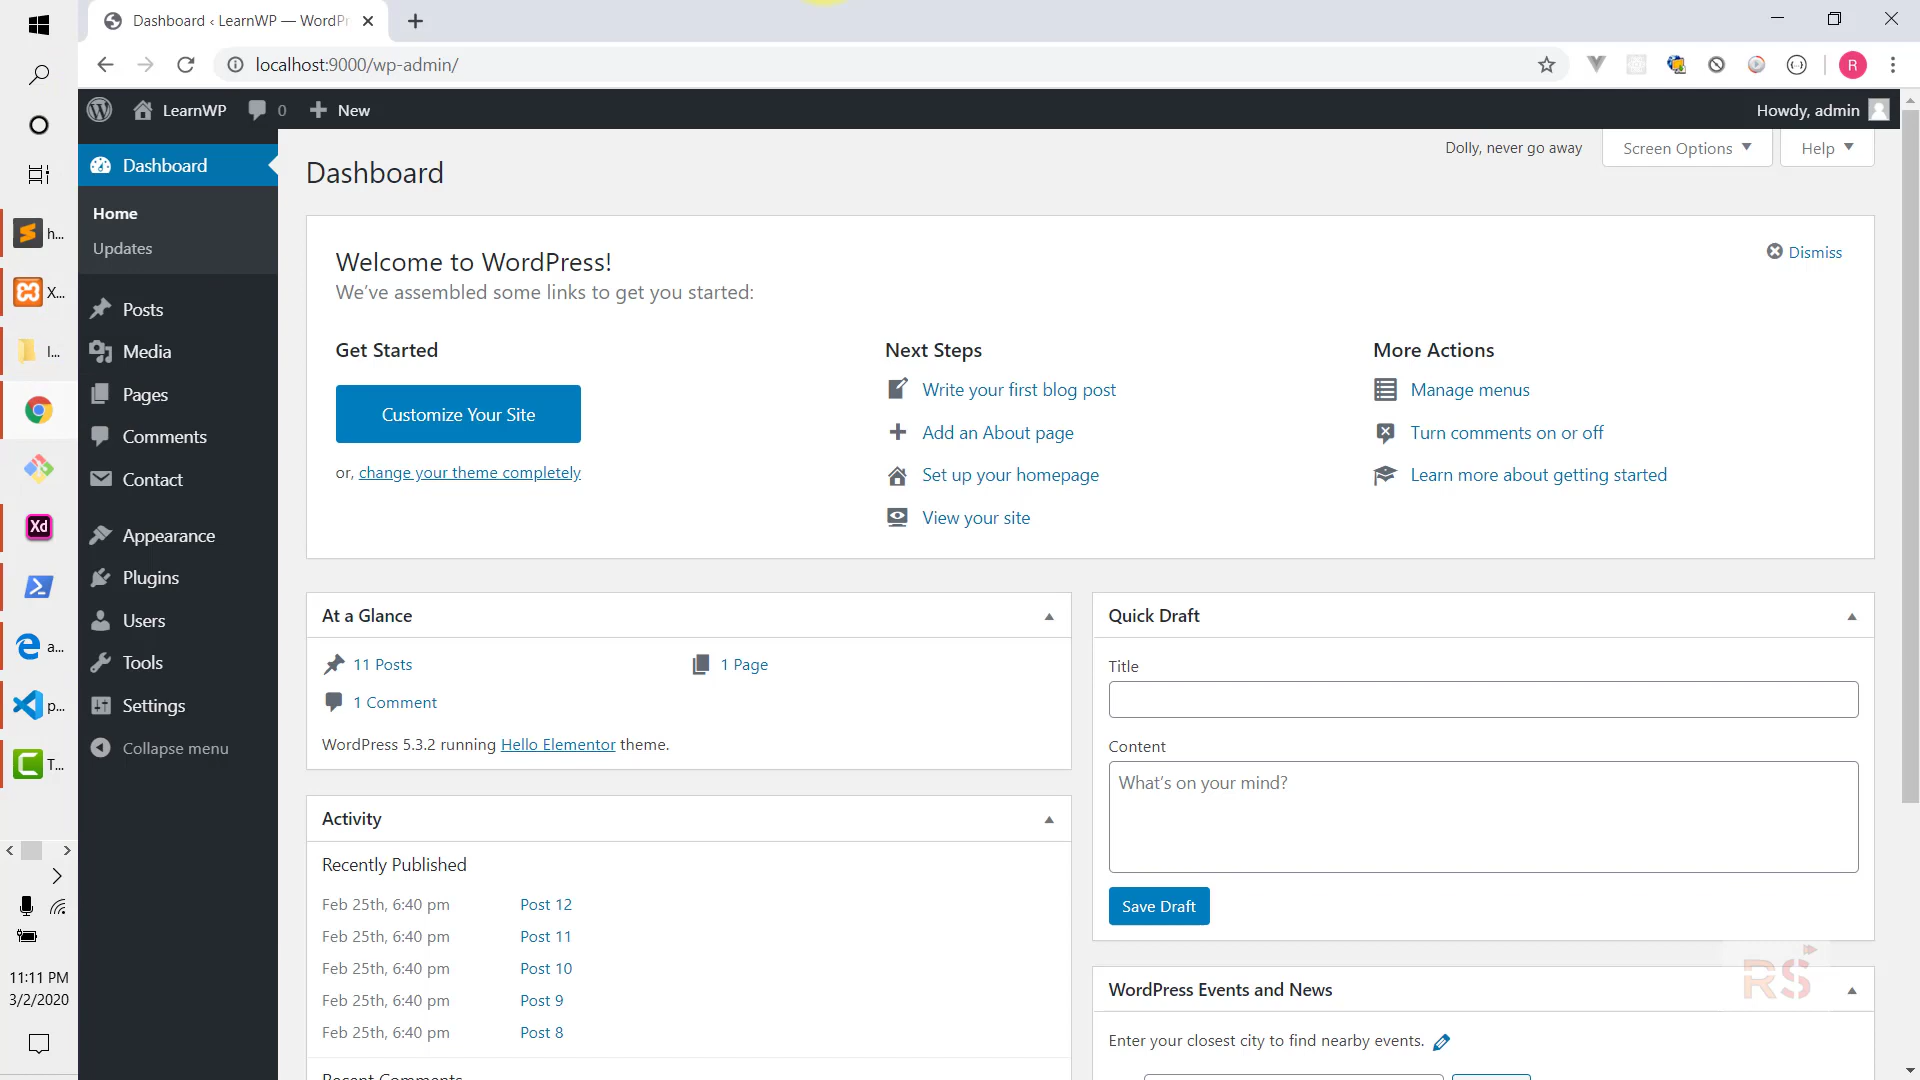 Dashboard ‹ LearnWP — WordPr
localhost:9000/wp-admin/
R
LearnWP
0
New
Howdy, admin
Dashboard
Home
Updates
Posts
Media
Pages
Comments
Contact
Appearance
Plugins
Users
Tools
Settings
Collapse menu
h...
X...
l...
Xd
a...
p...
T...
11:11 PM
3/2/2020
Dashboard
Dolly, never go away
Screen Options
Help
Welcome to WordPress!
We've assembled some links to get you started:
Dismiss
Get Started
Customize Your Site
or, change your theme completely
Next Steps
Write your first blog post
Add an About page
Set up your homepage
View your site
More Actions
Manage menus
Turn comments on or off
Learn more about getting started
At a Glance
11 Posts
1 Page
1 Comment
WordPress 5.3.2 running Hello Elementor theme.
Activity
Recently Published
Feb 25th, 6:40 pm Post 12
Feb 25th, 6:40 pm Post 11
Feb 25th, 6:40 pm Post 10
Feb 25th, 6:40 pm Post 9
Feb 25th, 6:40 pm Post 8
Recent Comments
Quick Draft
Title
Content
What's on your mind?
Save Draft
WordPress Events and News
Enter your closest city to find nearby events.
RS